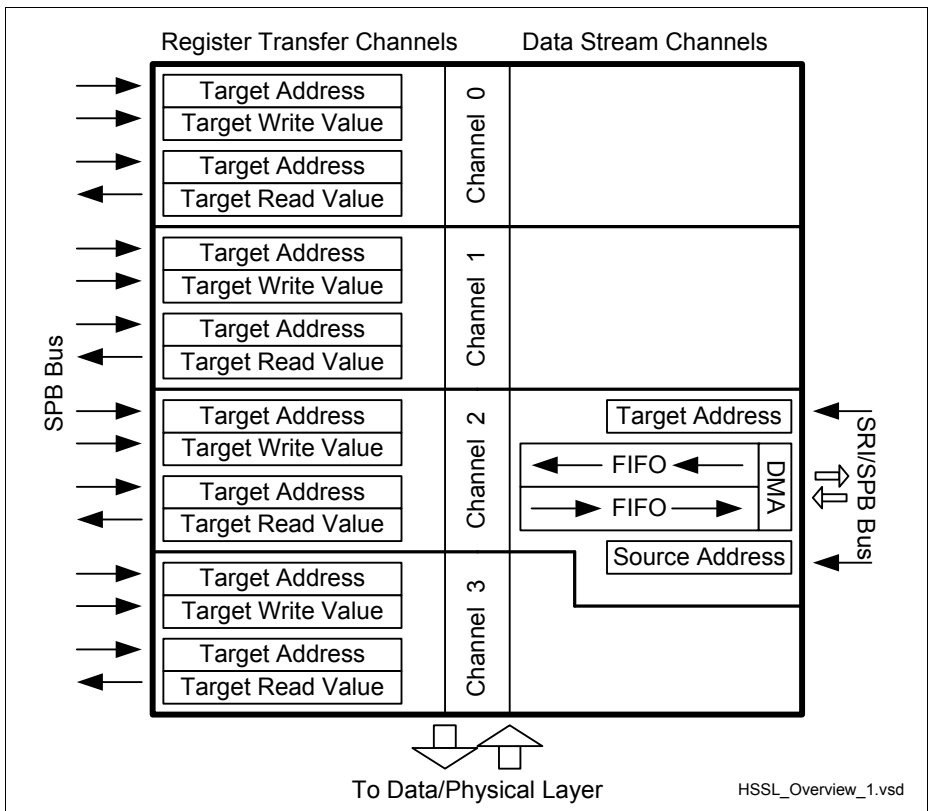 Register Transfer Channels
Data Stream Channels
Target Address
Target Write Value
Target Address
Target Read Value
Channel 0
Target Address
Target Write Value
Target Address
Target Read Value
Channel 1
SPB Bus
Target Address
Target Write Value
Target Address
Target Read Value
Channel 2
Target Address
FIFO
FIFO
DMA
Source Address
SRI/SPB Bus
Target Address
Target Write Value
Target Address
Target Read Value
Channel 3
To Data/Physical Layer
HSSL_Overview_1.vsd